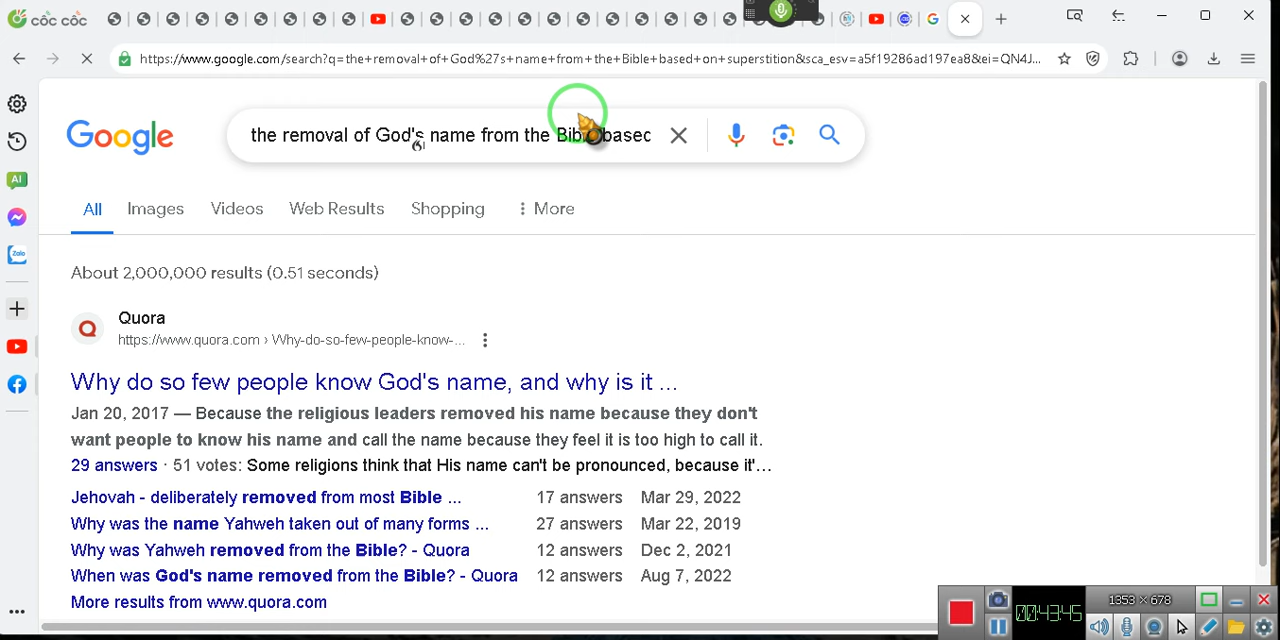 cốc cốc
https://www.google.com/search?q=the+removal+of+God%27s+name+from+the+Bible+based+on+superstition&sca_esv=a5f19286ad197ea8&ei=QN4J...
Google
the removal of God's name from the Bible based
All Images Videos Web Results Shopping More
AI
Zalo
About 2,000,000 results (0.51 seconds)
Quora
https://www.quora.com › Why-do-so-few-people-know-...
Why do so few people know God's name, and why is it ...
Jan 20, 2017 — Because the religious leaders removed his name because they don't
want people to know his name and call the name because they feel it is too high to call it.
29 answers · 51 votes: Some religions think that His name can't be pronounced, because it'...
Jehovah - deliberately removed from most Bible ... 17 answers Mar 29, 2022
Why was the name Yahweh taken out of many forms ... 27 answers Mar 22, 2019
Why was Yahweh removed from the Bible? - Quora 12 answers Dec 2, 2021
When was God's name removed from the Bible? - Quora 12 answers Aug 7, 2022
More results from www.quora.com
1353 × 678
00:43:45